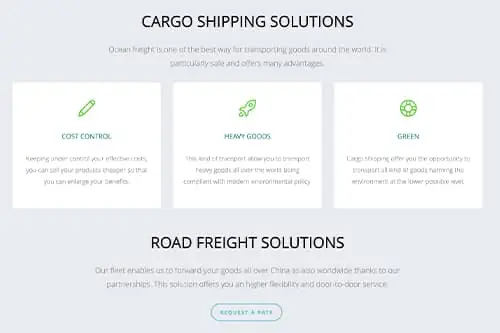 CARGO SHIPPING SOLUTIONS
Ocean freight is one of the best way for transporting goods around the world. It is
particularly safe and offers many advantages.
COST CONTROL
Keeping under control your effective costs,
you can sell your products cheaper so that
you can enlarge your benefits.
HEAVY GOODS
This kind of transport allow you to transport
heavy goods all over the world being
compliant with modern environmental policy
GREEN
Cargo Shipping offer you the opportunity to
transport all kind of goods harming the
environment at the lower possible level.
ROAD FREIGHT SOLUTIONS
Our fleet enables us to forward your goods all over China as also worldwide thanks to our
partnerships. This solution offers you an higher flexibility and door-to-door service.
REQUEST A RATE